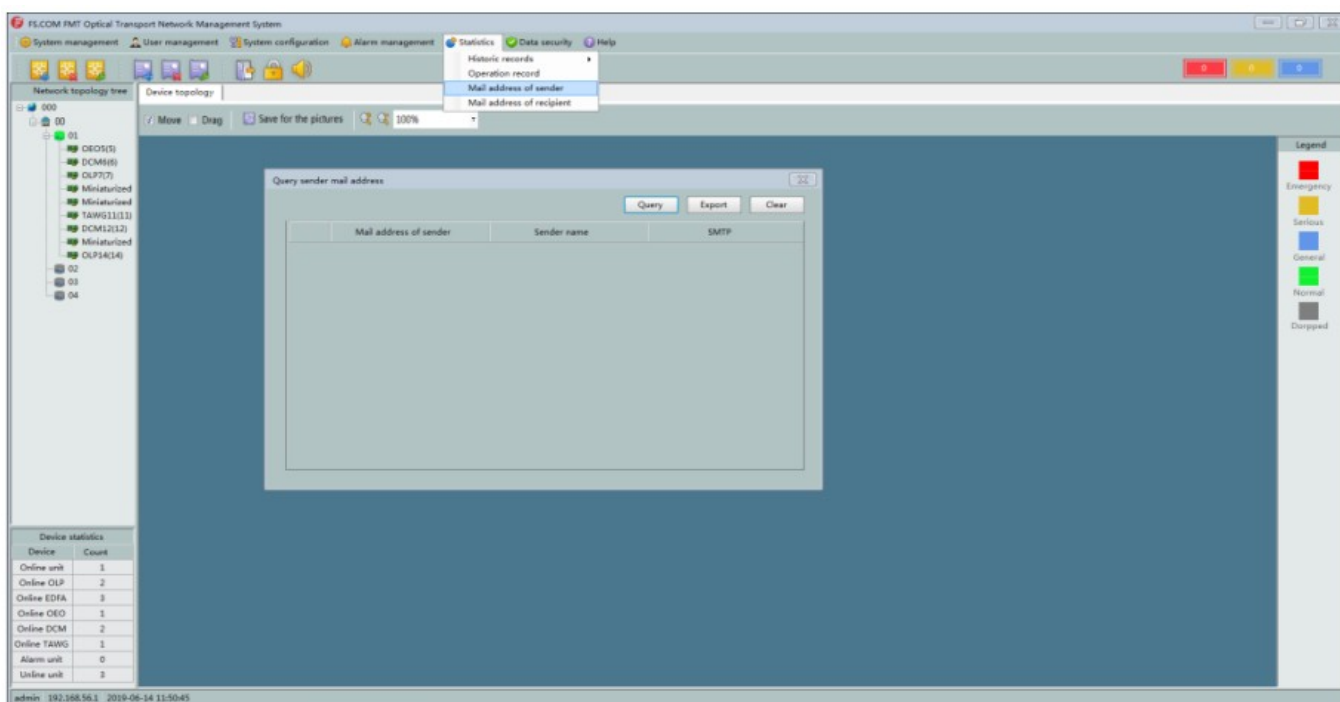 FS.COM FMT Optical Transport Network Management System
System management User management System configuration Alarm management Statistics Data security Help
Historic records
Operation record
Mail address of sender
Mail address of recipient
0 0 0
Network topology tree Device topology
Move Drag Save for the pictures 100%
000
00
01
OEO5(5)
DCM6(6)
OLP7(7)
Miniaturized
Miniaturized
TAWG11(11)
DCM12(12)
Miniaturized
OLP14(14)
02
03
04
Query sender mail address
Query Export Clear
Mail address of sender Sender name SMTP
Legend
Emergency
Serious
General
Normal
Dorpped
Device statistics
Device Count
Online unit 1
Online OLP 2
Online EDFA 3
Online OEO 1
Online DCM 2
Online TAWG 1
Alarm unit 0
Unline unit 3
admin 192.168.56.1 2019-06-14 11:50:45